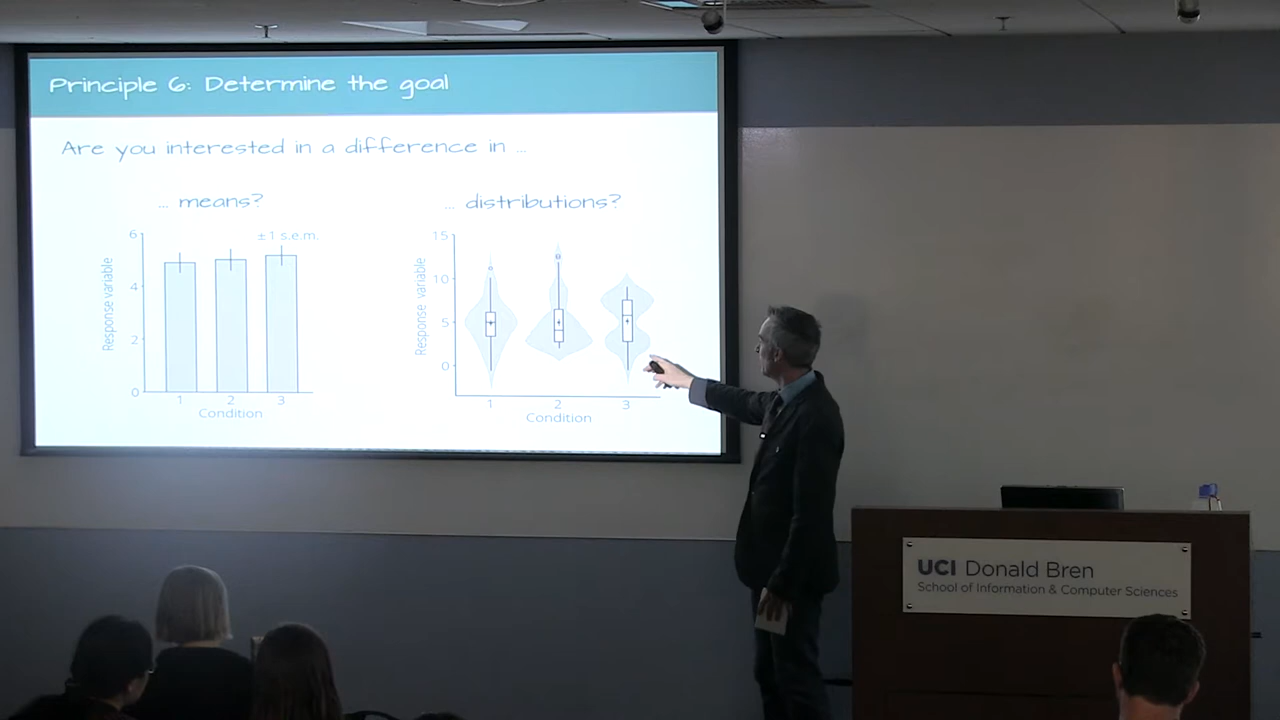 Principle 6: Determine the goal
Are you interested in a difference in ...
... means?
6
4
2
0
Response variable
± 1 s.e.m.
1 2 3
Condition
... distributions?
15
10
5
0
Response variable
1 2 3
Condition
UCI Donald Bren
School of Information & Computer Sciences